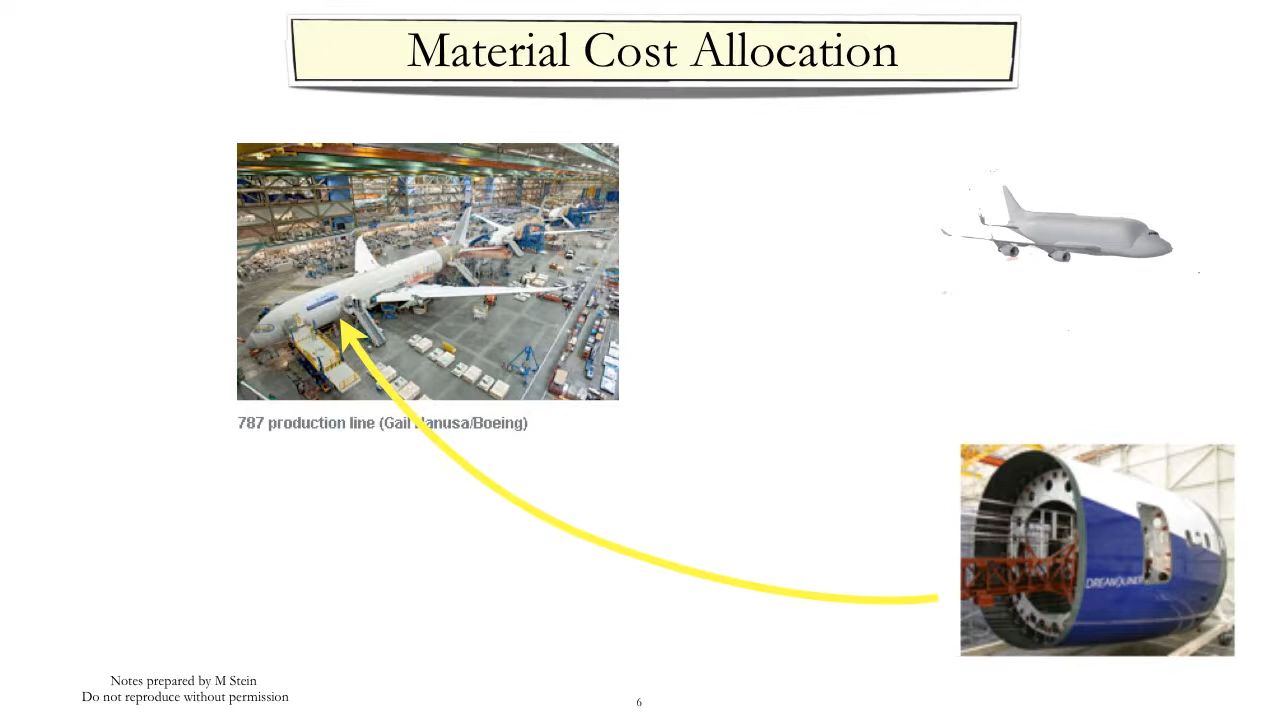 Material Cost Allocation
787 production line (Gail Hanusa/Boeing)
DREAMLINER
Notes prepared by M Stein
Do not reproduce without permission
6